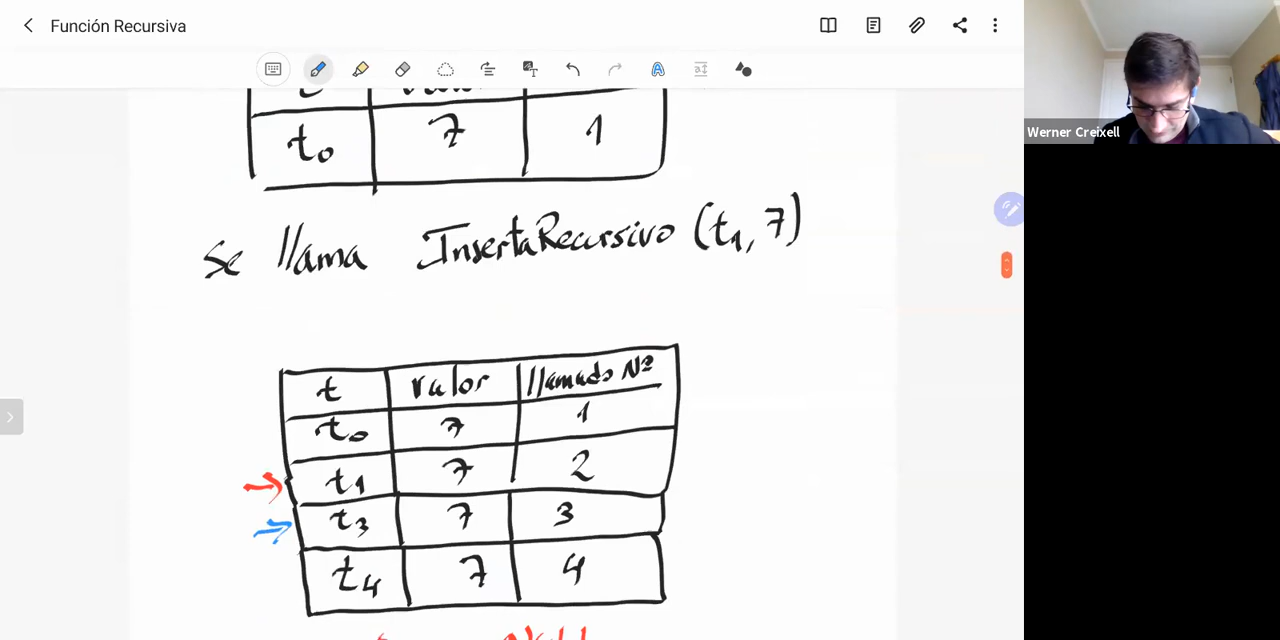 Función Recursiva
t₀ 7 1
Se llama InsertaRecursivo (t₁, 7)
Werner Creixell
t valor llamado Nº
t₀ 7 1
t₁ 7 2
t₃ 7 3
t₄ 7 4